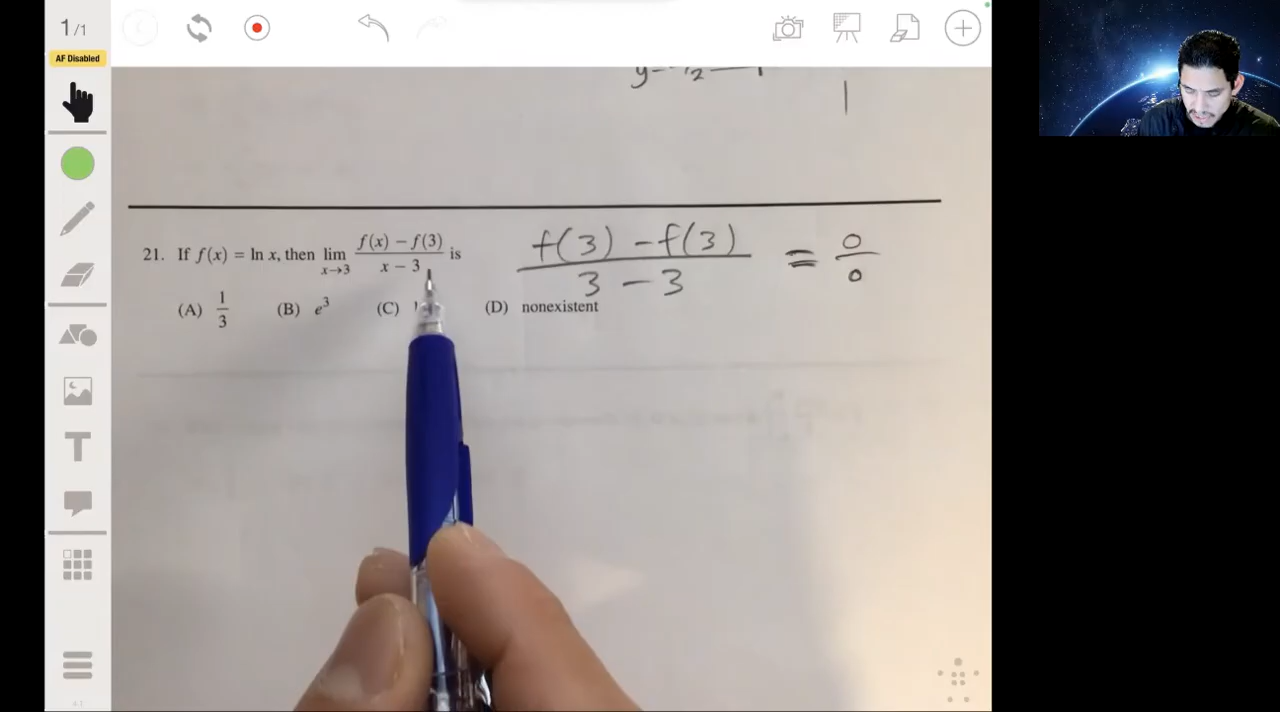 1/1
AF Disabled
21. If f(x) = ln x, then lim x→3 (f(x) − f(3))/(x − 3) is
(A) 1/3 (B) e³ (C) (D) nonexistent
(f(3) − f(3))/(3 − 3) = 0/0
T